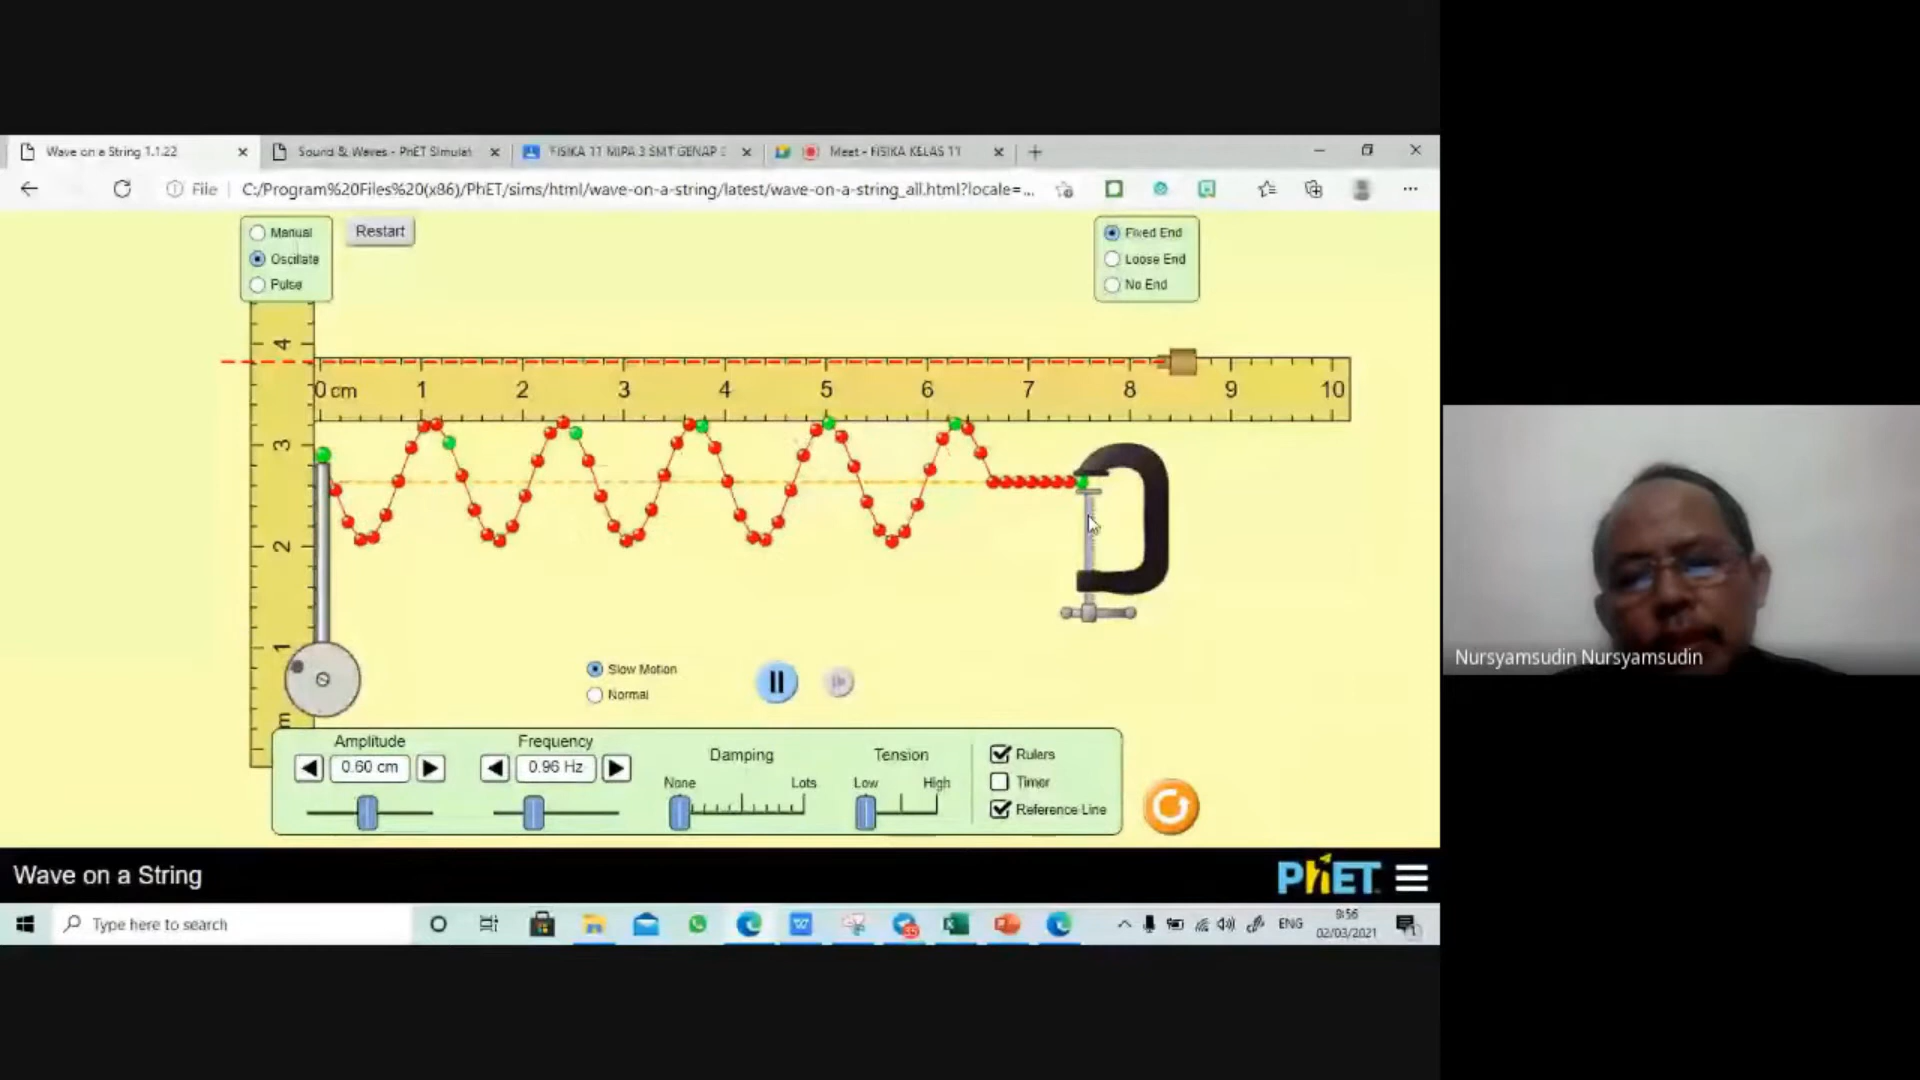 Wave on a String 1.1.22
Sound & Waves - PhET Simulat
FISIKA 11 MIPA 3 SMT GENAP
Meet - FISIKA KELAS 11
File
C:/Program%20Files%20(x86)/PhET/sims/html/wave-on-a-string/latest/wave-on-a-string_all.html?locale=...
Manual
Oscillate
Pulse
Restart
Fixed End
Loose End
No End
4
3
2
1
0 cm 1 2 3 4 5 6 7 8 9 10
Slow Motion
Normal
Amplitude
0.60 cm
Frequency
0.96 Hz
Damping
None Lots
Tension
Low High
Rulers
Timer
Reference Line
Wave on a String
PhET
Type here to search
ENG
9:56
02/03/2021
Nursyamsudin Nursyamsudin